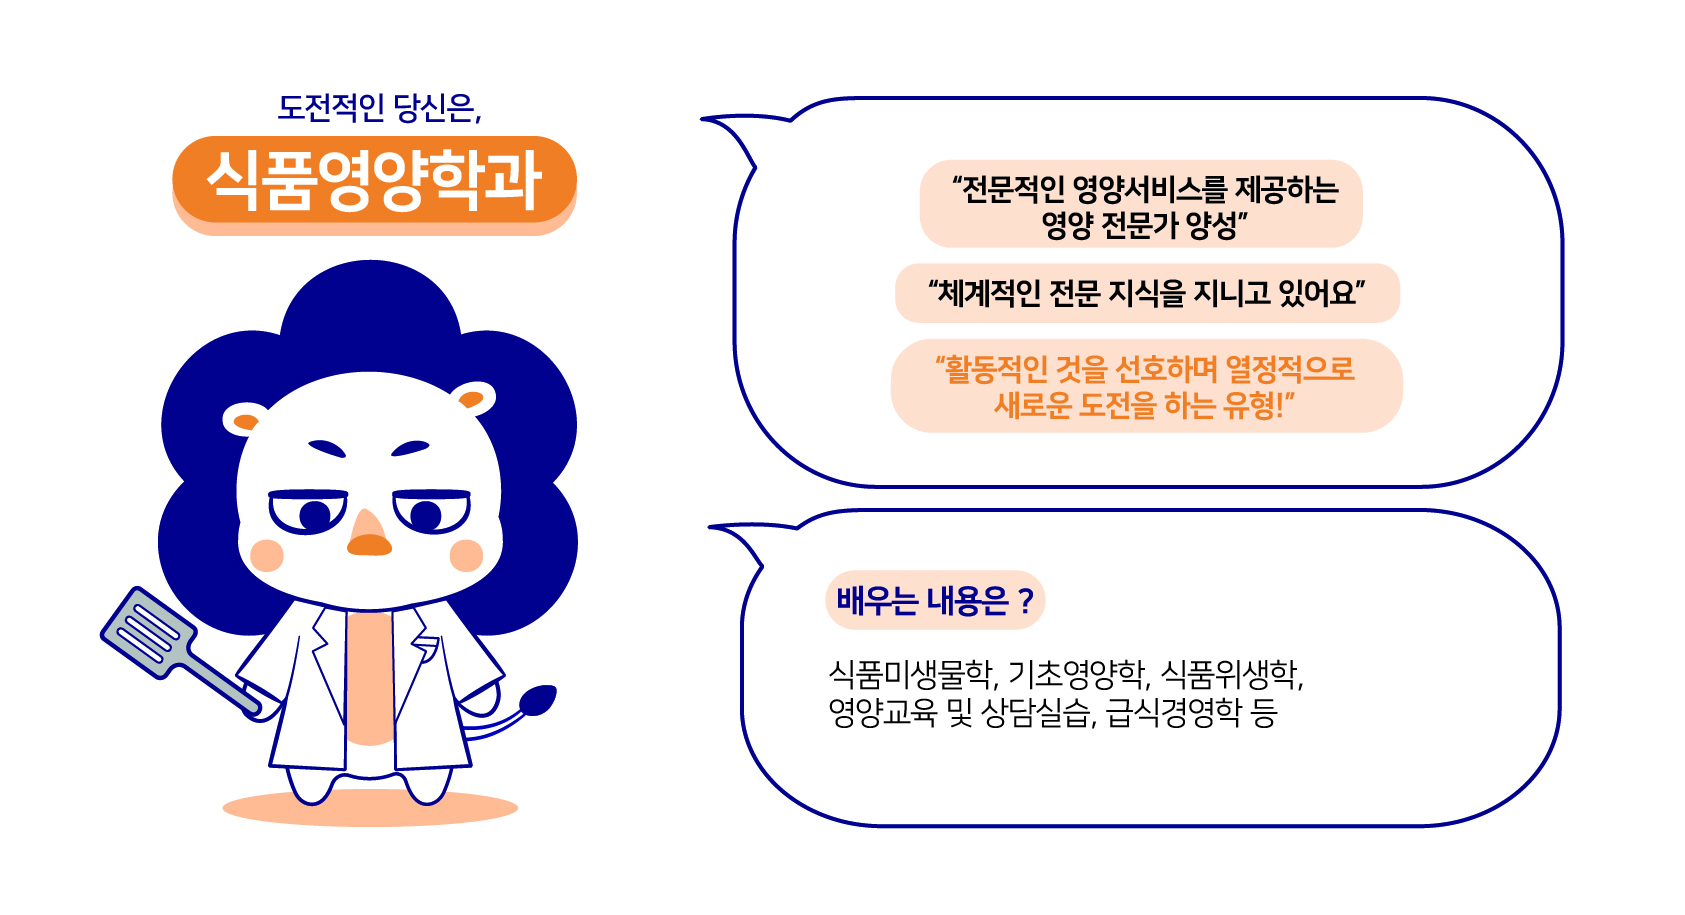 도전적인 당신은,
식품영양학과
“전문적인 영양서비스를 제공하는
영양 전문가 양성”
“체계적인 전문 지식을 지니고 있어요”
“활동적인 것을 선호하며 열정적으로
새로운 도전을 하는 유형!”
배우는 내용은 ?
식품미생물학, 기초영양학, 식품위생학,
영양교육 및 상담실습, 급식경영학 등